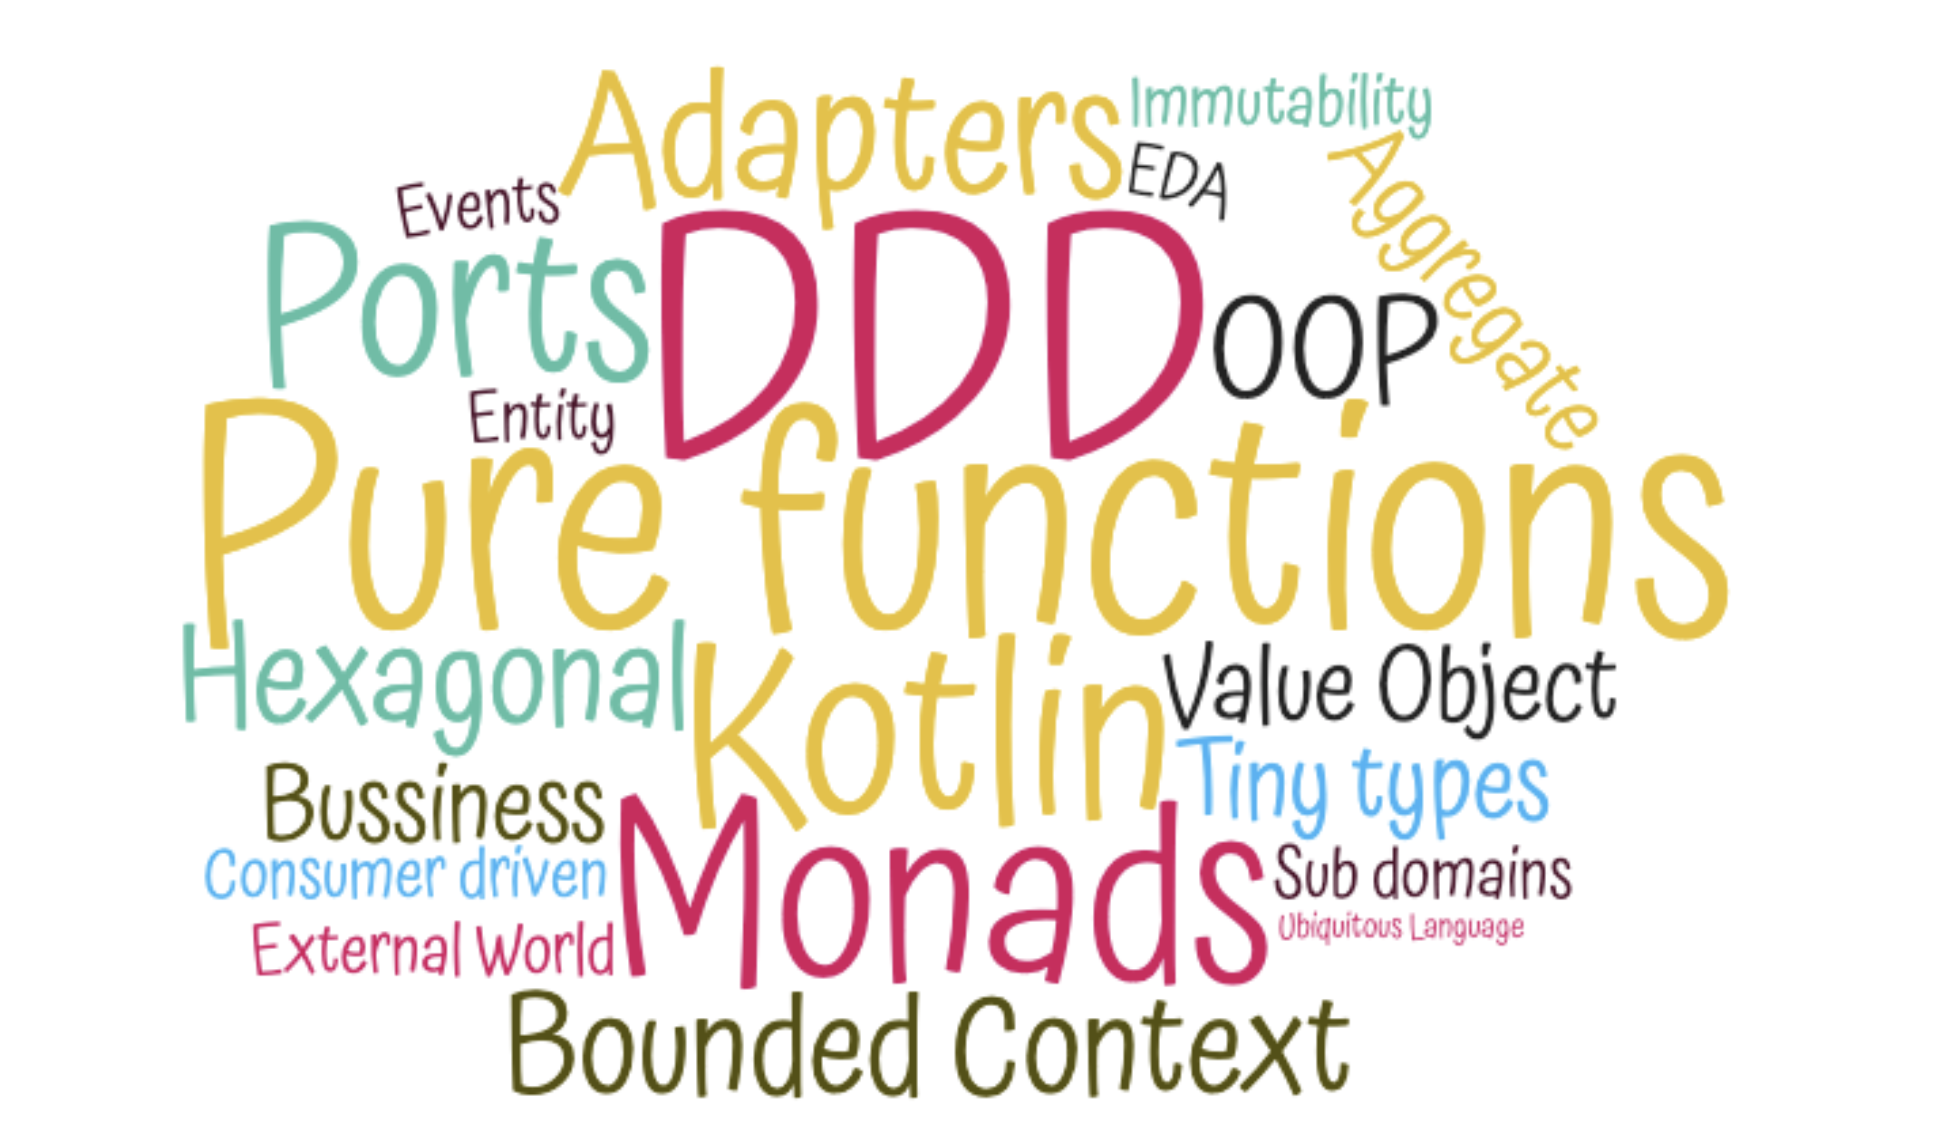 Adapters
Immutability
EDA
Aggregate
Events
Ports
DDD
OOP
Entity
Pure functions
Hexagonal
Kotlin
Value Object
Tiny types
Bussiness
Monads
Consumer driven
Sub domains
External World
Ubiquitous Language
Bounded Context